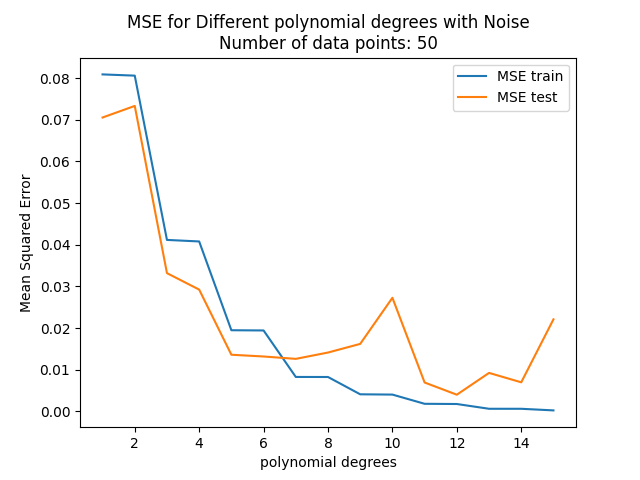 MSE for Different polynomial degrees with Noise
Number of data points: 50
MSE train
MSE test
Mean Squared Error
0.08
0.07
0.06
0.05
0.04
0.03
0.02
0.01
0.00
2 4 6 8 10 12 14
polynomial degrees